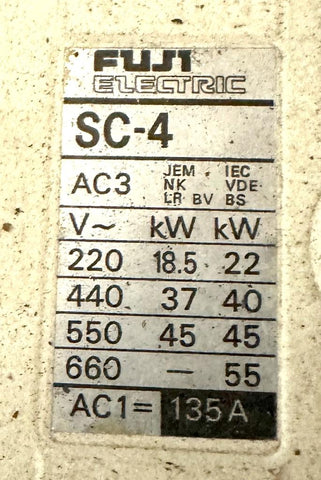 FUJI
ELECTRIC
SC-4
AC3 JEM NK LR BV IEC VDE BS
V~ kW kW
220 18.5 22
440 37 40
550 45 45
660 — 55
AC1= 135A